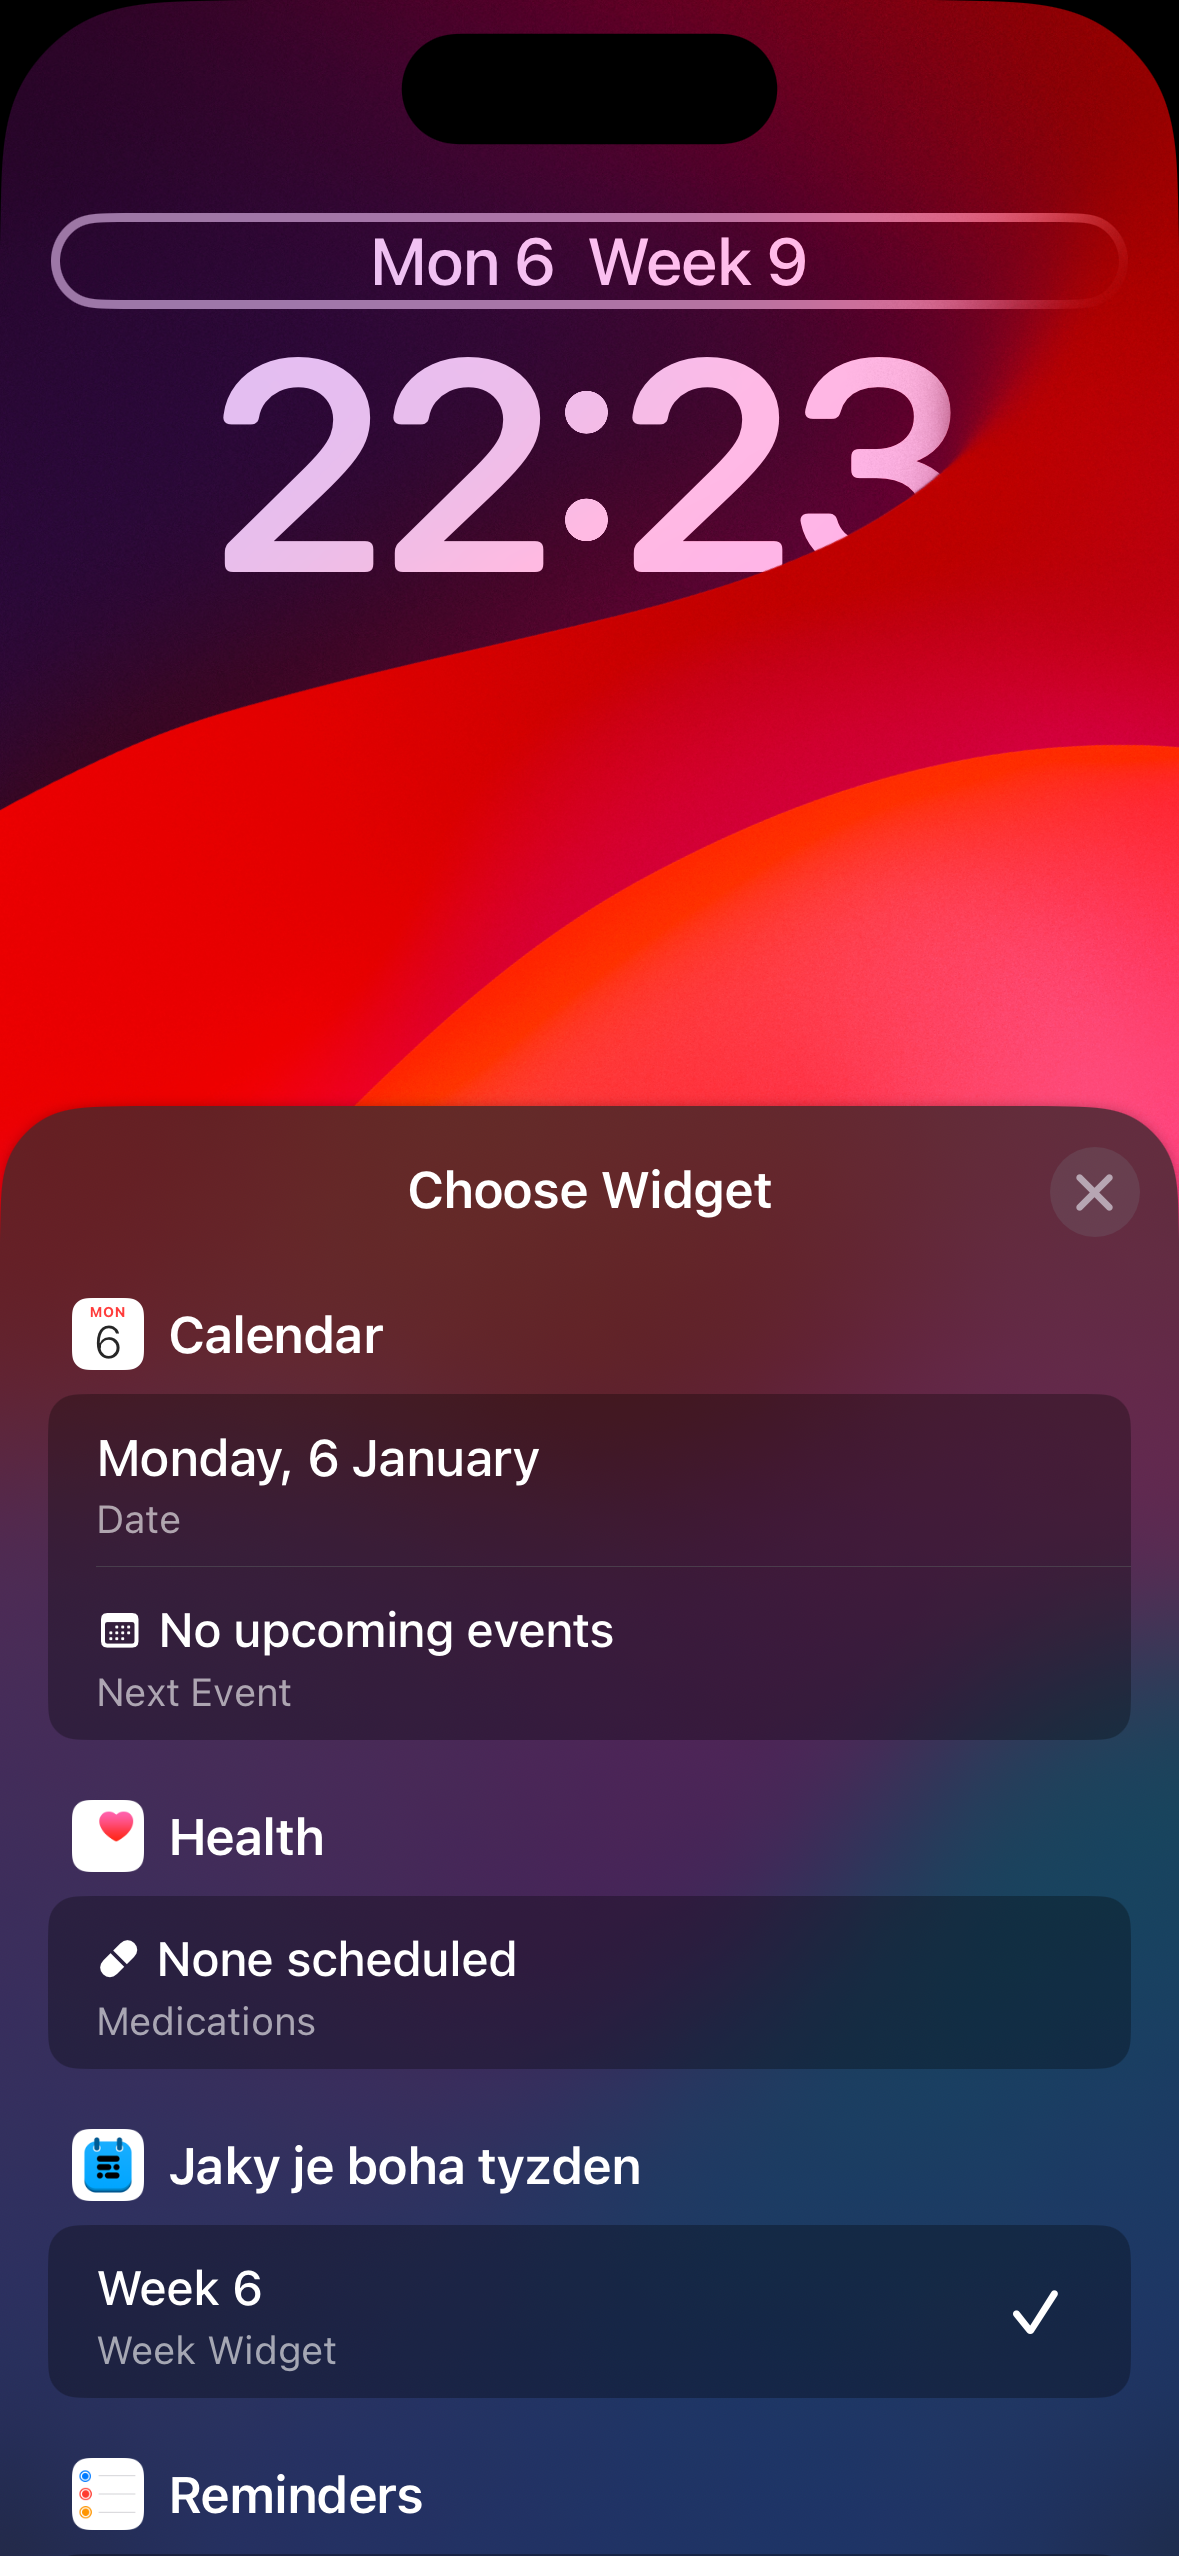 Mon 6 Week 9
22:23
Choose Widget
MON
6
Calendar
Monday, 6 January
Date
No upcoming events
Next Event
Health
None scheduled
Medications
Jaky je boha tyzden
Week 6
Week Widget
Reminders